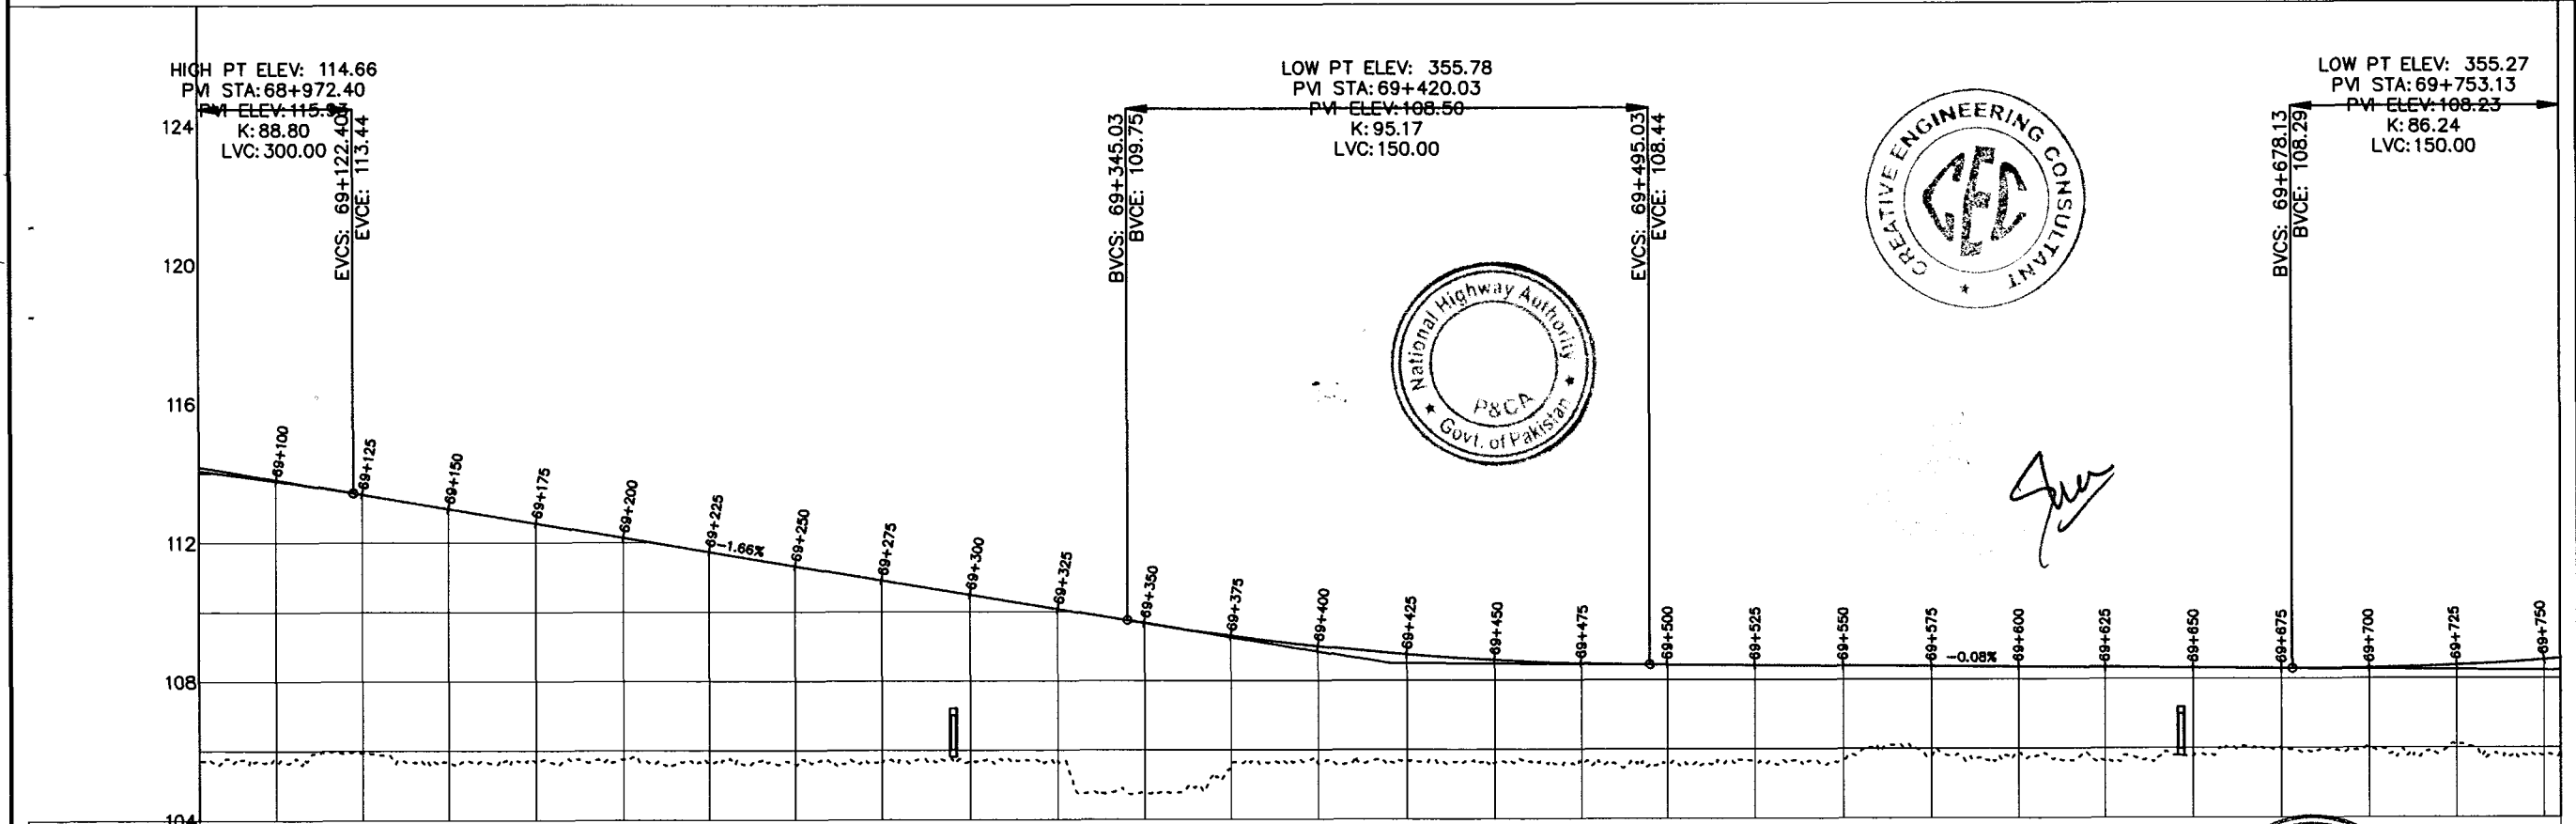 HIGH PT ELEV: 114.66
PVI STA: 68+972.40
K: 88.80
LVC: 300.00
EVCS: 69+122.40
EVCE: 113.44
LOW PT ELEV: 355.78
PVI STA: 69+420.03
PVI ELEV: 108.50
K: 95.17
LVC: 150.00
BVCS: 69+345.03
BVCE: 109.75
EVCS: 69+495.03
EVCE: 108.44
LOW PT ELEV: 355.27
PVI STA: 69+753.13
PVI ELEV: 108.23
K: 86.24
LVC: 150.00
BVCS: 69+678.13
BVCE: 108.29
CREATIVE ENGINEERING CONSULTANT
CEC
National Highway Authority
P&CA
Govt. of Pakistan
124
120
116
112
108
104
69+100
69+125
69+150
69+175
69+200
69+225
-1.66%
69+250
69+275
69+300
69+325
69+350
69+375
69+400
69+425
69+450
69+475
69+500
69+525
69+550
69+575
-0.08%
69+600
69+625
69+650
69+675
69+700
69+725
69+750